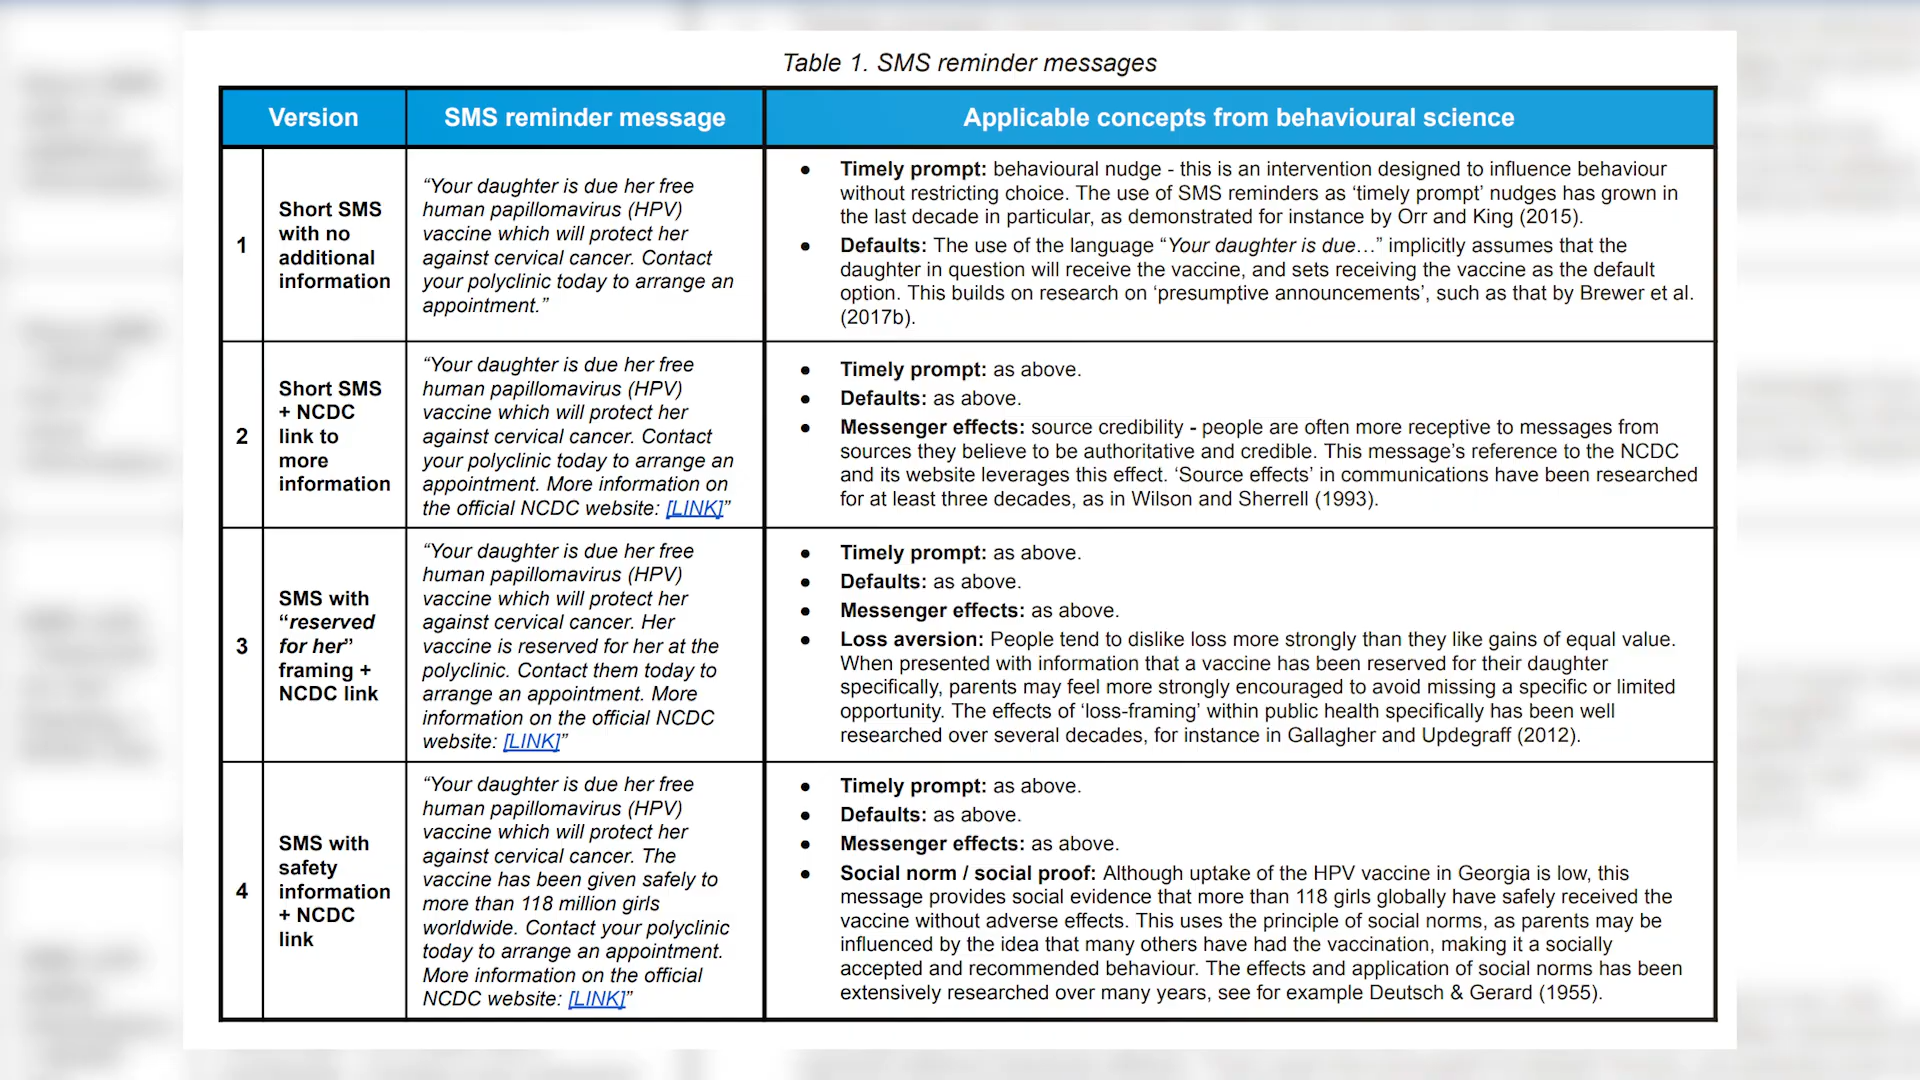 Table 1. SMS reminder messages
Version
SMS reminder message
Applicable concepts from behavioural science
1
Short SMS
with no
additional
information
“Your daughter is due her free
human papillomavirus (HPV)
vaccine which will protect her
against cervical cancer. Contact
your polyclinic today to arrange an
appointment.”
● Timely prompt: behavioural nudge - this is an intervention designed to influence behaviour
without restricting choice. The use of SMS reminders as ‘timely prompt’ nudges has grown in
the last decade in particular, as demonstrated for instance by Orr and King (2015).
● Defaults: The use of the language “Your daughter is due…” implicitly assumes that the
daughter in question will receive the vaccine, and sets receiving the vaccine as the default
option. This builds on research on ‘presumptive announcements’, such as that by Brewer et al.
(2017b).
2
Short SMS
+ NCDC
link to
more
information
“Your daughter is due her free
human papillomavirus (HPV)
vaccine which will protect her
against cervical cancer. Contact
your polyclinic today to arrange an
appointment. More information on
the official NCDC website: [LINK]”
● Timely prompt: as above.
● Defaults: as above.
● Messenger effects: source credibility - people are often more receptive to messages from
sources they believe to be authoritative and credible. This message’s reference to the NCDC
and its website leverages this effect. ‘Source effects’ in communications have been researched
for at least three decades, as in Wilson and Sherrell (1993).
3
SMS with
“reserved
for her”
framing +
NCDC link
“Your daughter is due her free
human papillomavirus (HPV)
vaccine which will protect her
against cervical cancer. Her
vaccine is reserved for her at the
polyclinic. Contact them today to
arrange an appointment. More
information on the official NCDC
website: [LINK]”
● Timely prompt: as above.
● Defaults: as above.
● Messenger effects: as above.
● Loss aversion: People tend to dislike loss more strongly than they like gains of equal value.
When presented with information that a vaccine has been reserved for their daughter
specifically, parents may feel more strongly encouraged to avoid missing a specific or limited
opportunity. The effects of ‘loss-framing’ within public health specifically has been well
researched over several decades, for instance in Gallagher and Updegraff (2012).
4
SMS with
safety
information
+ NCDC
link
“Your daughter is due her free
human papillomavirus (HPV)
vaccine which will protect her
against cervical cancer. The
vaccine has been given safely to
more than 118 million girls
worldwide. Contact your polyclinic
today to arrange an appointment.
More information on the official
NCDC website: [LINK]”
● Timely prompt: as above.
● Defaults: as above.
● Messenger effects: as above.
● Social norm / social proof: Although uptake of the HPV vaccine in Georgia is low, this
message provides social evidence that more than 118 girls globally have safely received the
vaccine without adverse effects. This uses the principle of social norms, as parents may be
influenced by the idea that many others have had the vaccination, making it a socially
accepted and recommended behaviour. The effects and application of social norms has been
extensively researched over many years, see for example Deutsch & Gerard (1955).